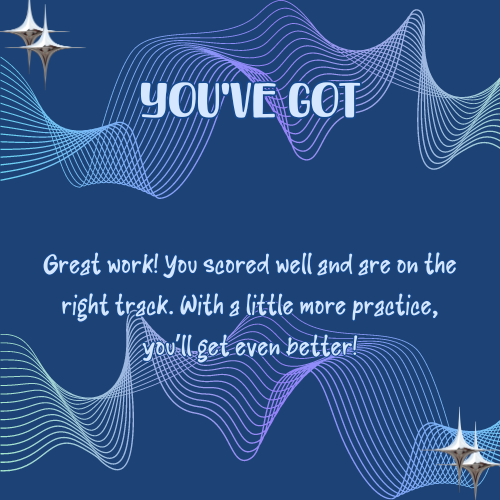 YOU'VE GOT
Great work! You scored well and are on the
right track. With a little more practice,
you'll get even better!